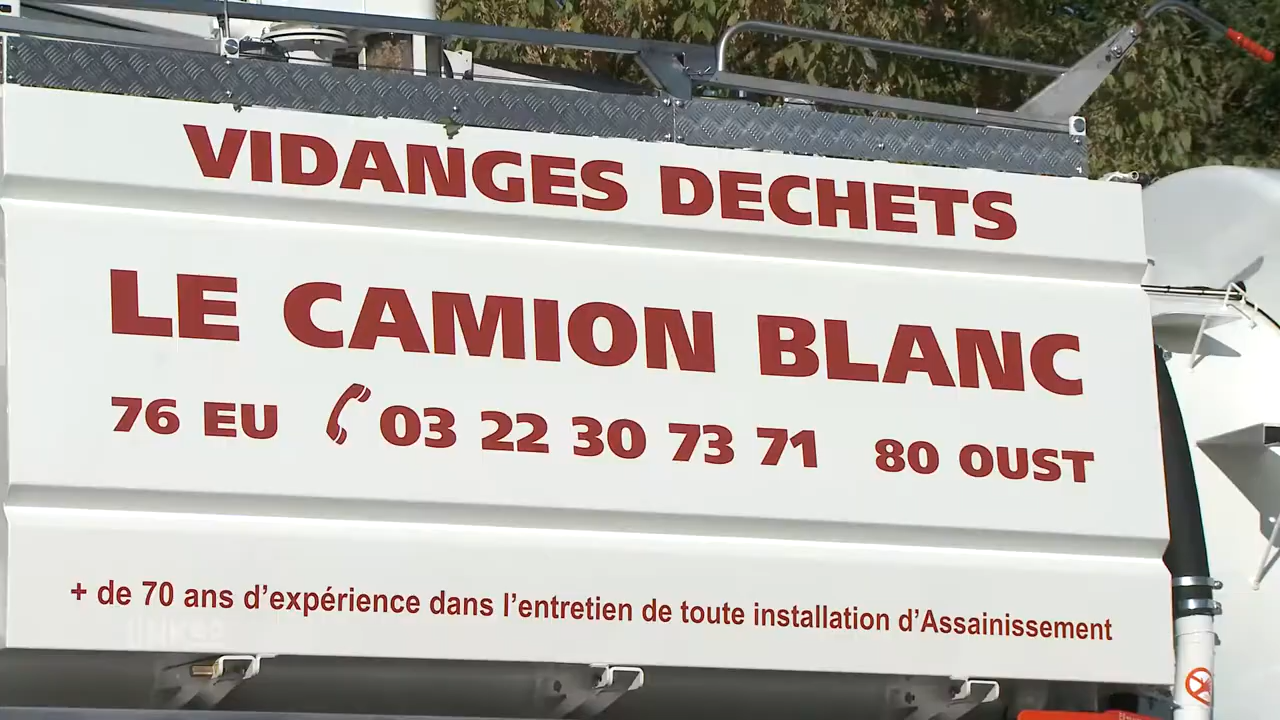 VIDANGES DECHETS
LE CAMION BLANC
76 EU 03 22 30 73 71 80 OUST
+ de 70 ans d'expérience dans l'entretien de toute installation d'Assainissement